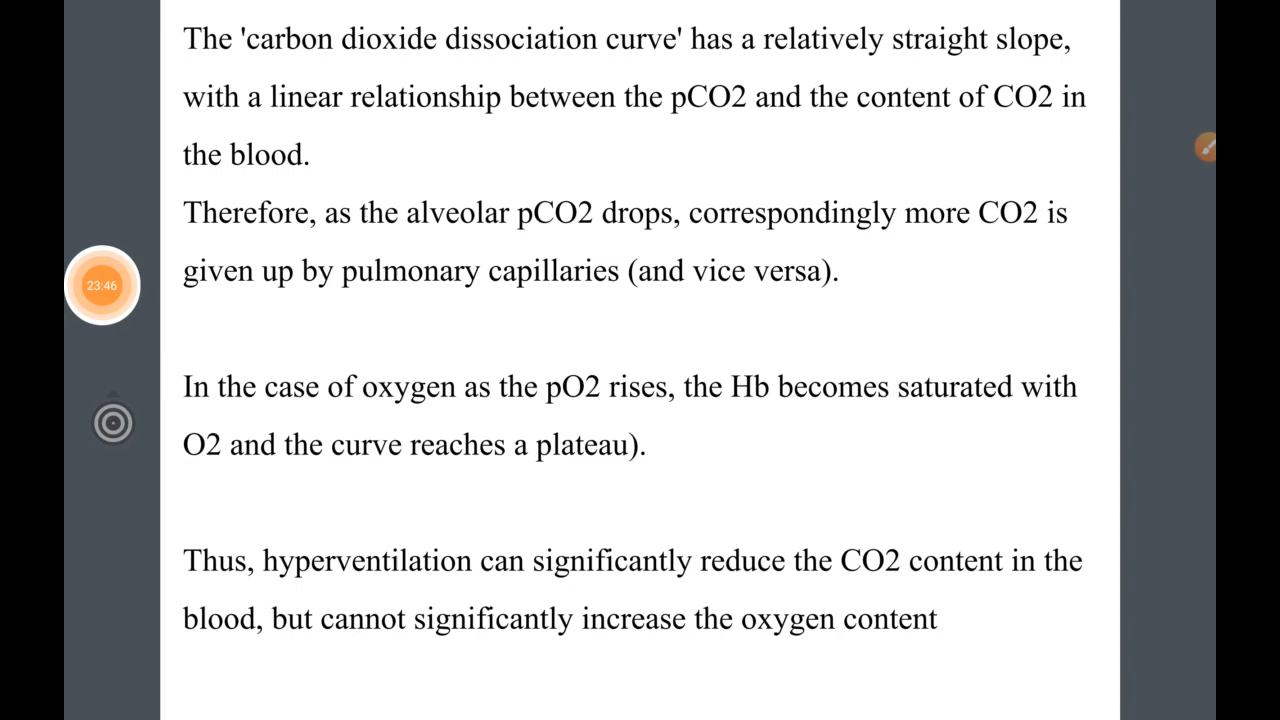 The 'carbon dioxide dissociation curve' has a relatively straight slope,
with a linear relationship between the pCO2 and the content of CO2 in
the blood.
Therefore, as the alveolar pCO2 drops, correspondingly more CO2 is
given up by pulmonary capillaries (and vice versa).
23:46
In the case of oxygen as the pO2 rises, the Hb becomes saturated with
O2 and the curve reaches a plateau).
Thus, hyperventilation can significantly reduce the CO2 content in the
blood, but cannot significantly increase the oxygen content